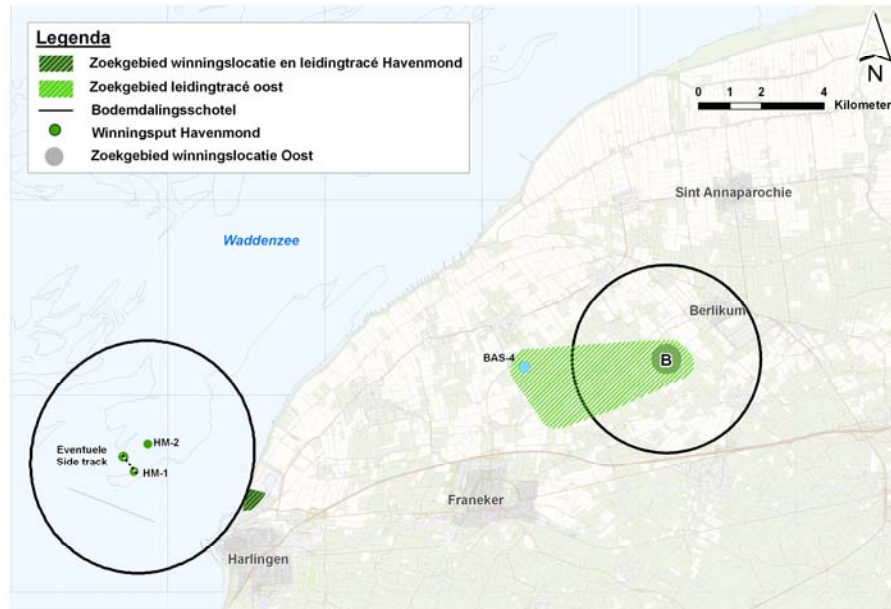 Legenda
Zoekgebied winningslocatie en leidingtracé Havenmond
Zoekgebied leidingtracé oost
Bodemdalingsschotel
Winningsput Havenmond
Zoekgebied winningslocatie Oost
N
0 1 2 4
Kilometer
Sint Annaparochie
Waddenzee
Berlikum
BAS-4
B
HM-2
Eventuele
Side track
HM-1
Franeker
Harlingen